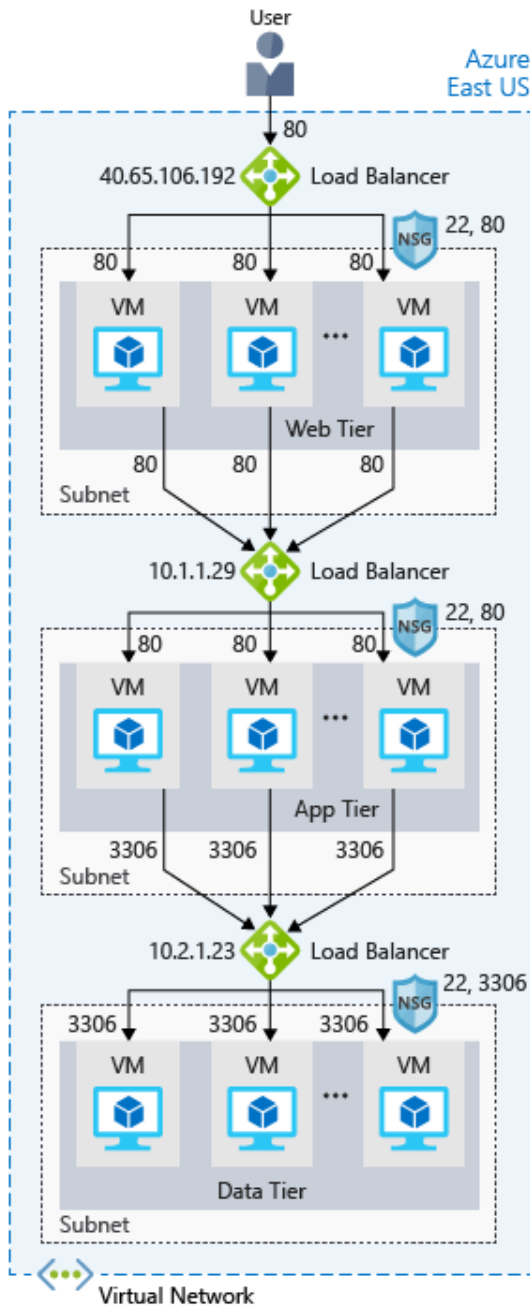 User
Azure
East US
80
40.65.106.192 Load Balancer
NSG 22, 80
80 80 80
VM VM ... VM
Web Tier
80 80 80
Subnet
10.1.1.29 Load Balancer
NSG 22, 80
80 80 80
VM VM ... VM
App Tier
3306 3306 3306
Subnet
10.2.1.23 Load Balancer
NSG 22, 3306
3306 3306 3306
VM VM ... VM
Data Tier
Subnet
Virtual Network